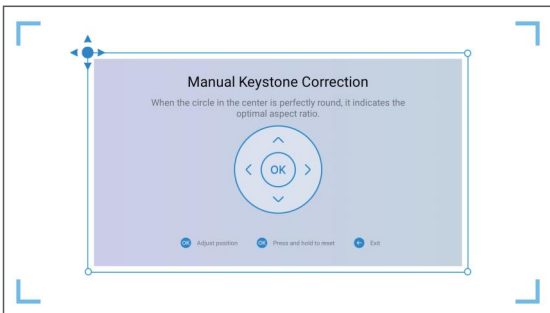 Manual Keystone Correction
When the circle in the center is perfectly round, it indicates the
optimal aspect ratio.
OK
OK Adjust position OK Press and hold to reset Exit